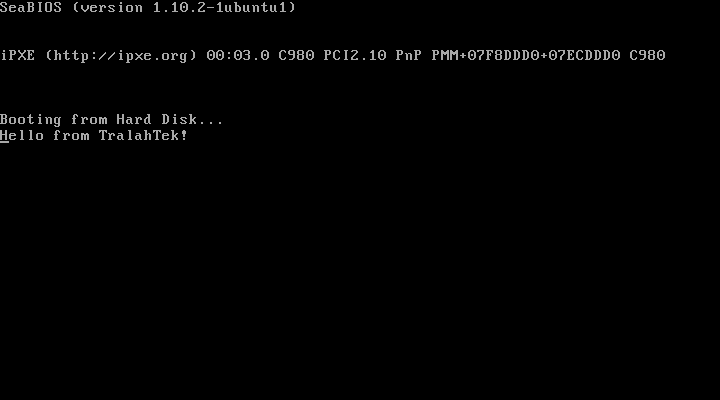 SeaBIOS (version 1.10.2-1ubuntu1)
iPXE (http://ipxe.org) 00:03.0 C980 PCI2.10 PnP PMM+07F8DDD0+07ECDDD0 C980
Booting from Hard Disk...
Hello from TralahTek!